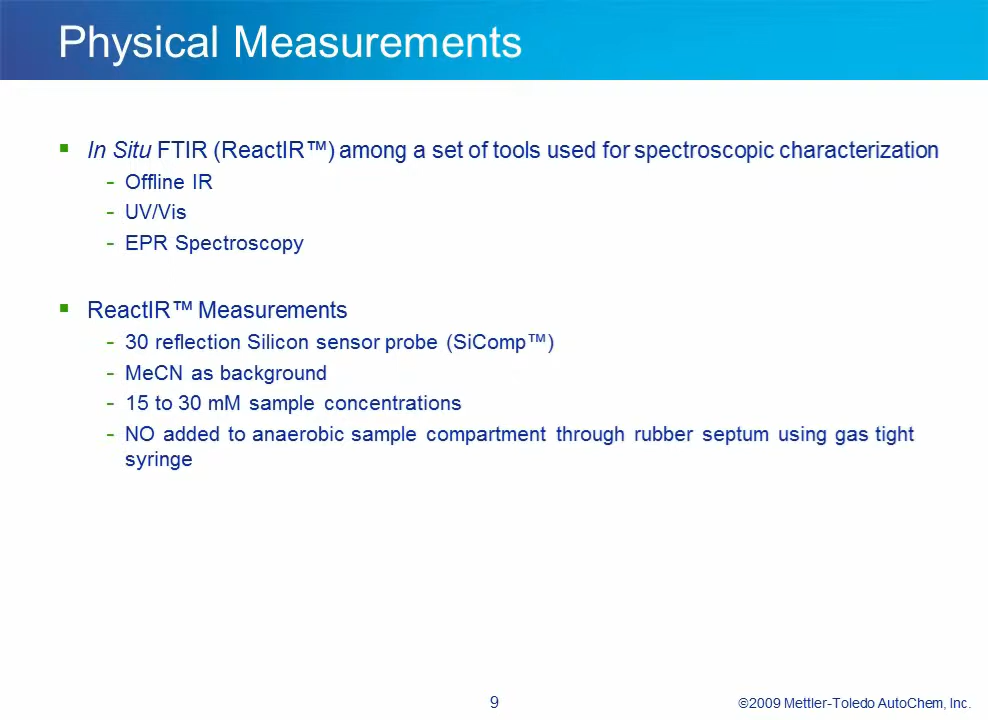 Physical Measurements
▪ In Situ FTIR (ReactIR™) among a set of tools used for spectroscopic characterization
- Offline IR
- UV/Vis
- EPR Spectroscopy
▪ ReactIR™ Measurements
- 30 reflection Silicon sensor probe (SiComp™)
- MeCN as background
- 15 to 30 mM sample concentrations
- NO added to anaerobic sample compartment through rubber septum using gas tight
syringe
9
©2009 Mettler-Toledo AutoChem, Inc.